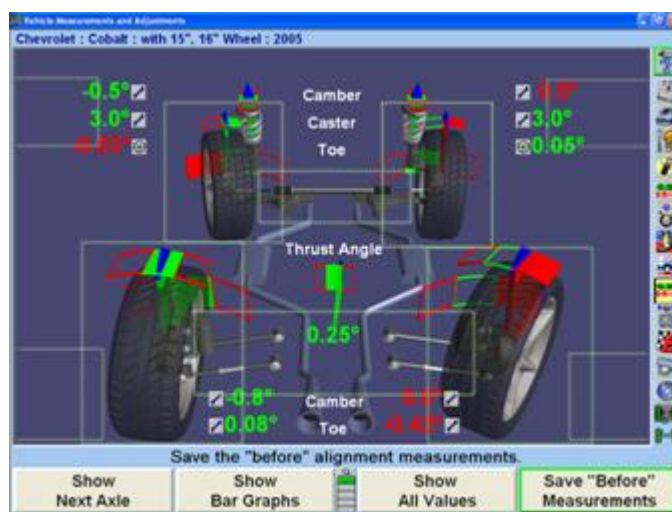 Vehicle Measurements and Adjustments
Chevrolet : Cobalt : with 15", 16" Wheel : 2005
-0.5° Camber
3.0° Caster 3.0°
Toe 0.05°
Thrust Angle
0.25°
-0.8° Camber
0.08° Toe
Save the "before" alignment measurements.
Show Next Axle
Show Bar Graphs
Show All Values
Save "Before" Measurements